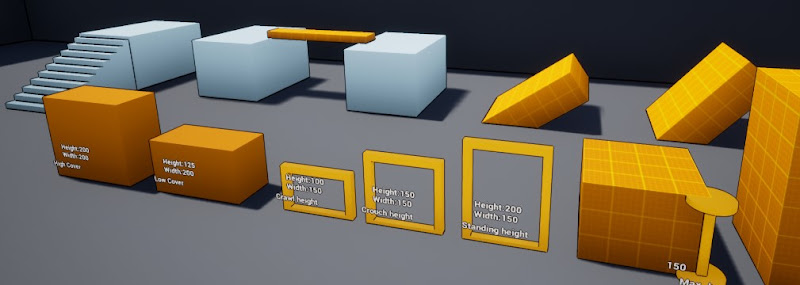 Height:200
Width:200
High Cover
Height:125
Width:200
Low Cover
Height:100
Width:150
Crawl height
Height:150
Width:150
Crouch height
Height:200
Width:150
Standing height
150